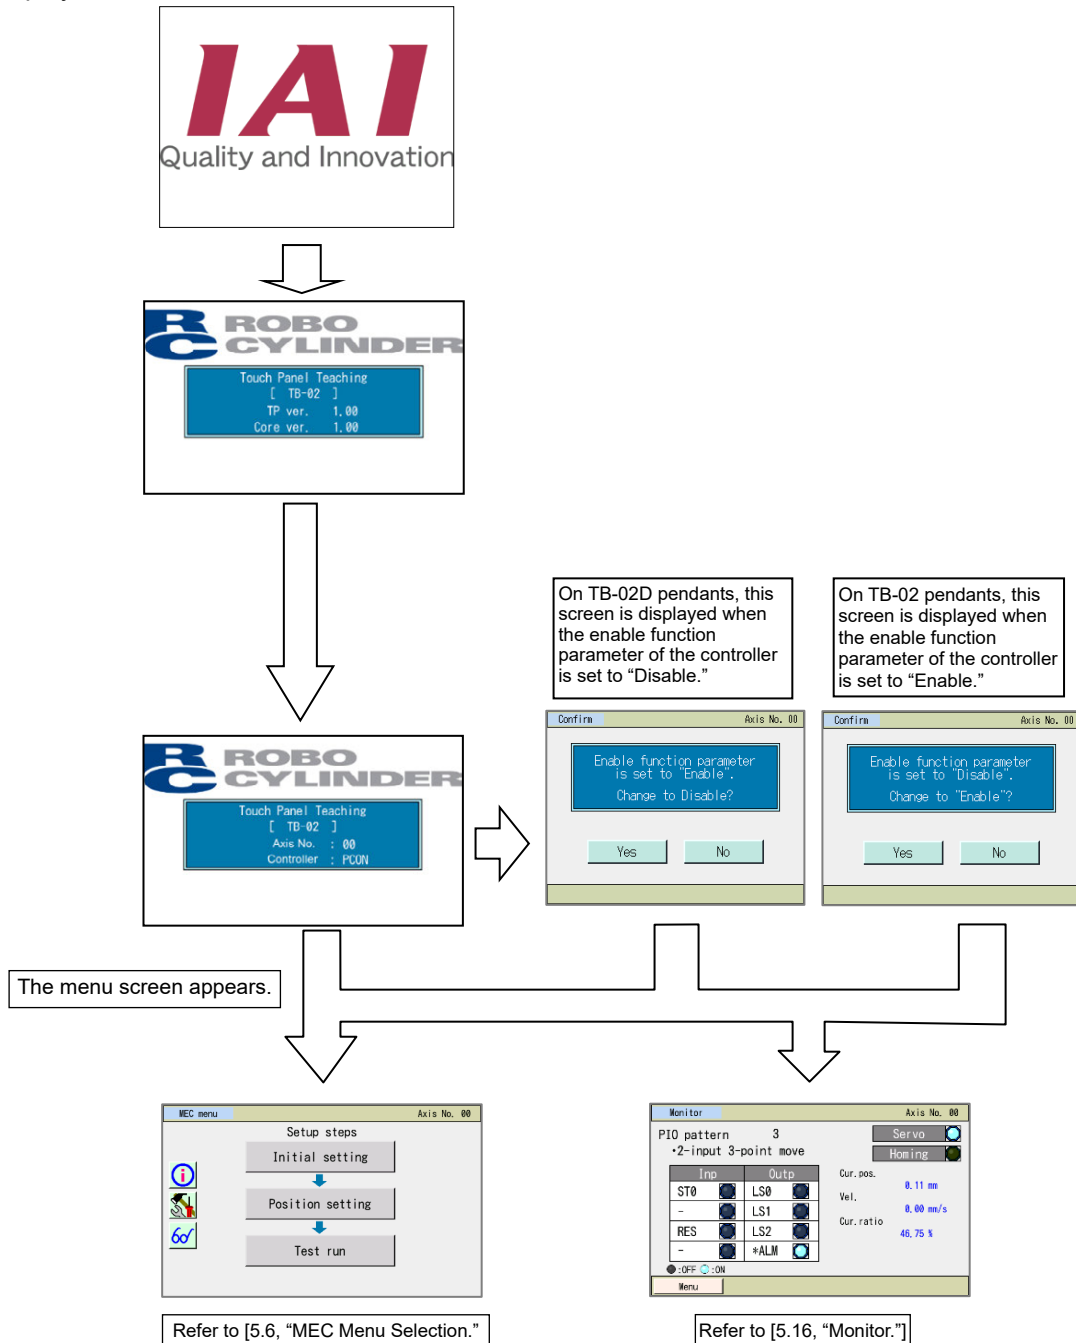 IAI
Quality and Innovation
RC ROBO
CYLINDER
Touch Panel Teaching
[ TB-02 ]
TP ver. 1.00
Core ver. 1.00
On TB-02D pendants, this
screen is displayed when
the enable function
parameter of the controller
is set to “Disable.”
On TB-02 pendants, this
screen is displayed when
the enable function
parameter of the controller
is set to “Enable.”
RC ROBO
CYLINDER
Touch Panel Teaching
[ TB-02 ]
Axis No. : 00
Controller : PCON
Confirm Axis No. 00
Enable function parameter
is set to "Enable".
Change to Disable?
Yes No
Confirm Axis No. 00
Enable function parameter
is set to "Disable".
Change to "Enable"?
Yes No
The menu screen appears.
MEC menu Axis No. 00
Setup steps
Initial setting
Position setting
Test run
Refer to [5.6, “MEC Menu Selection.”
Monitor Axis No. 00
PIO pattern 3
・2-input 3-point move
Servo
Homing
Inp Outp
ST0 LS0
- LS1
RES LS2
- *ALM
Cur.pos.
0.11 mm
Vel.
0.00 mm/s
Cur.ratio
46.75 %
:OFF :ON
Menu
Refer to [5.16, “Monitor.”]